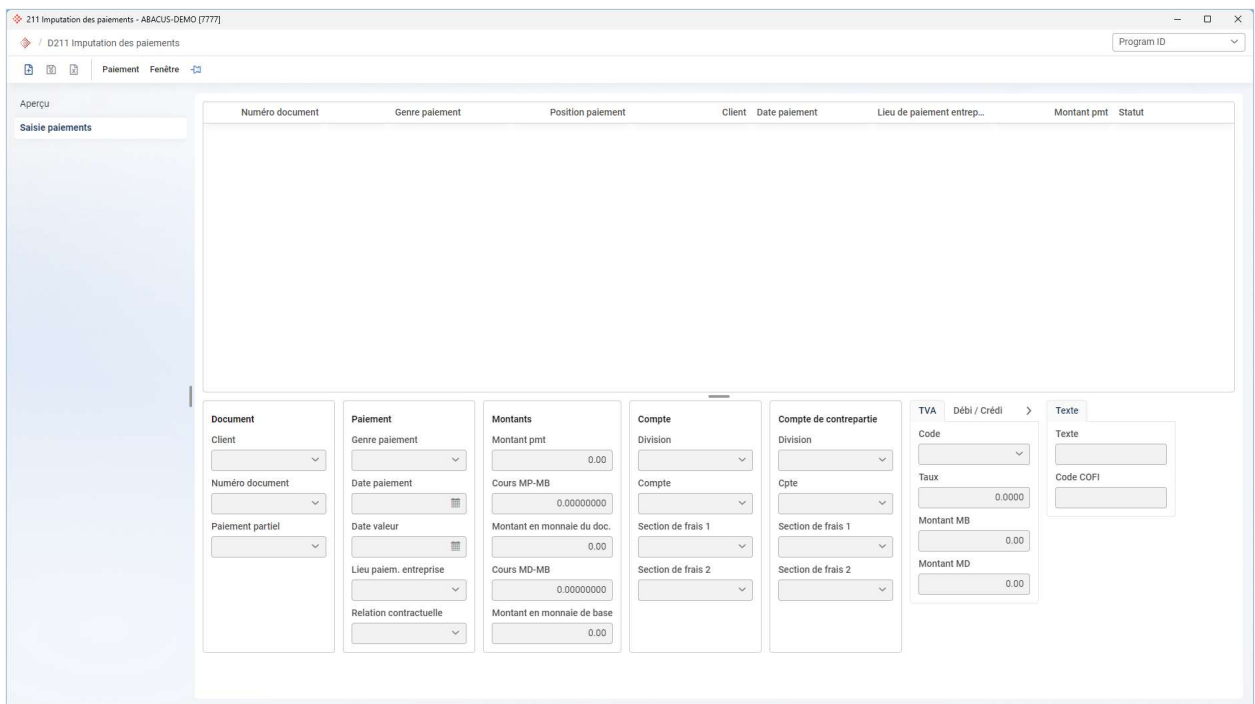 211 Imputation des paiements - ABACUS-DEMO [7777]
/ D211 Imputation des paiements
Program ID
Paiement Fenêtre
Aperçu
Saisie paiements
Numéro document Genre paiement Position paiement Client Date paiement Lieu de paiement entrep... Montant pmt Statut
Document
Client
Numéro document
Paiement partiel
Paiement
Genre paiement
Date paiement
Date valeur
Lieu paiem. entreprise
Relation contractuelle
Montants
Montant pmt
0.00
Cours MP-MB
0.00000000
Montant en monnaie du doc.
0.00
Cours MD-MB
0.00000000
Montant en monnaie de base
0.00
Compte
Division
Compte
Section de frais 1
Section de frais 2
Compte de contrepartie
Division
Cpte
Section de frais 1
Section de frais 2
TVA Débi / Crédi
Code
Taux
0.0000
Montant MB
0.00
Montant MD
0.00
Texte
Texte
Code COFI